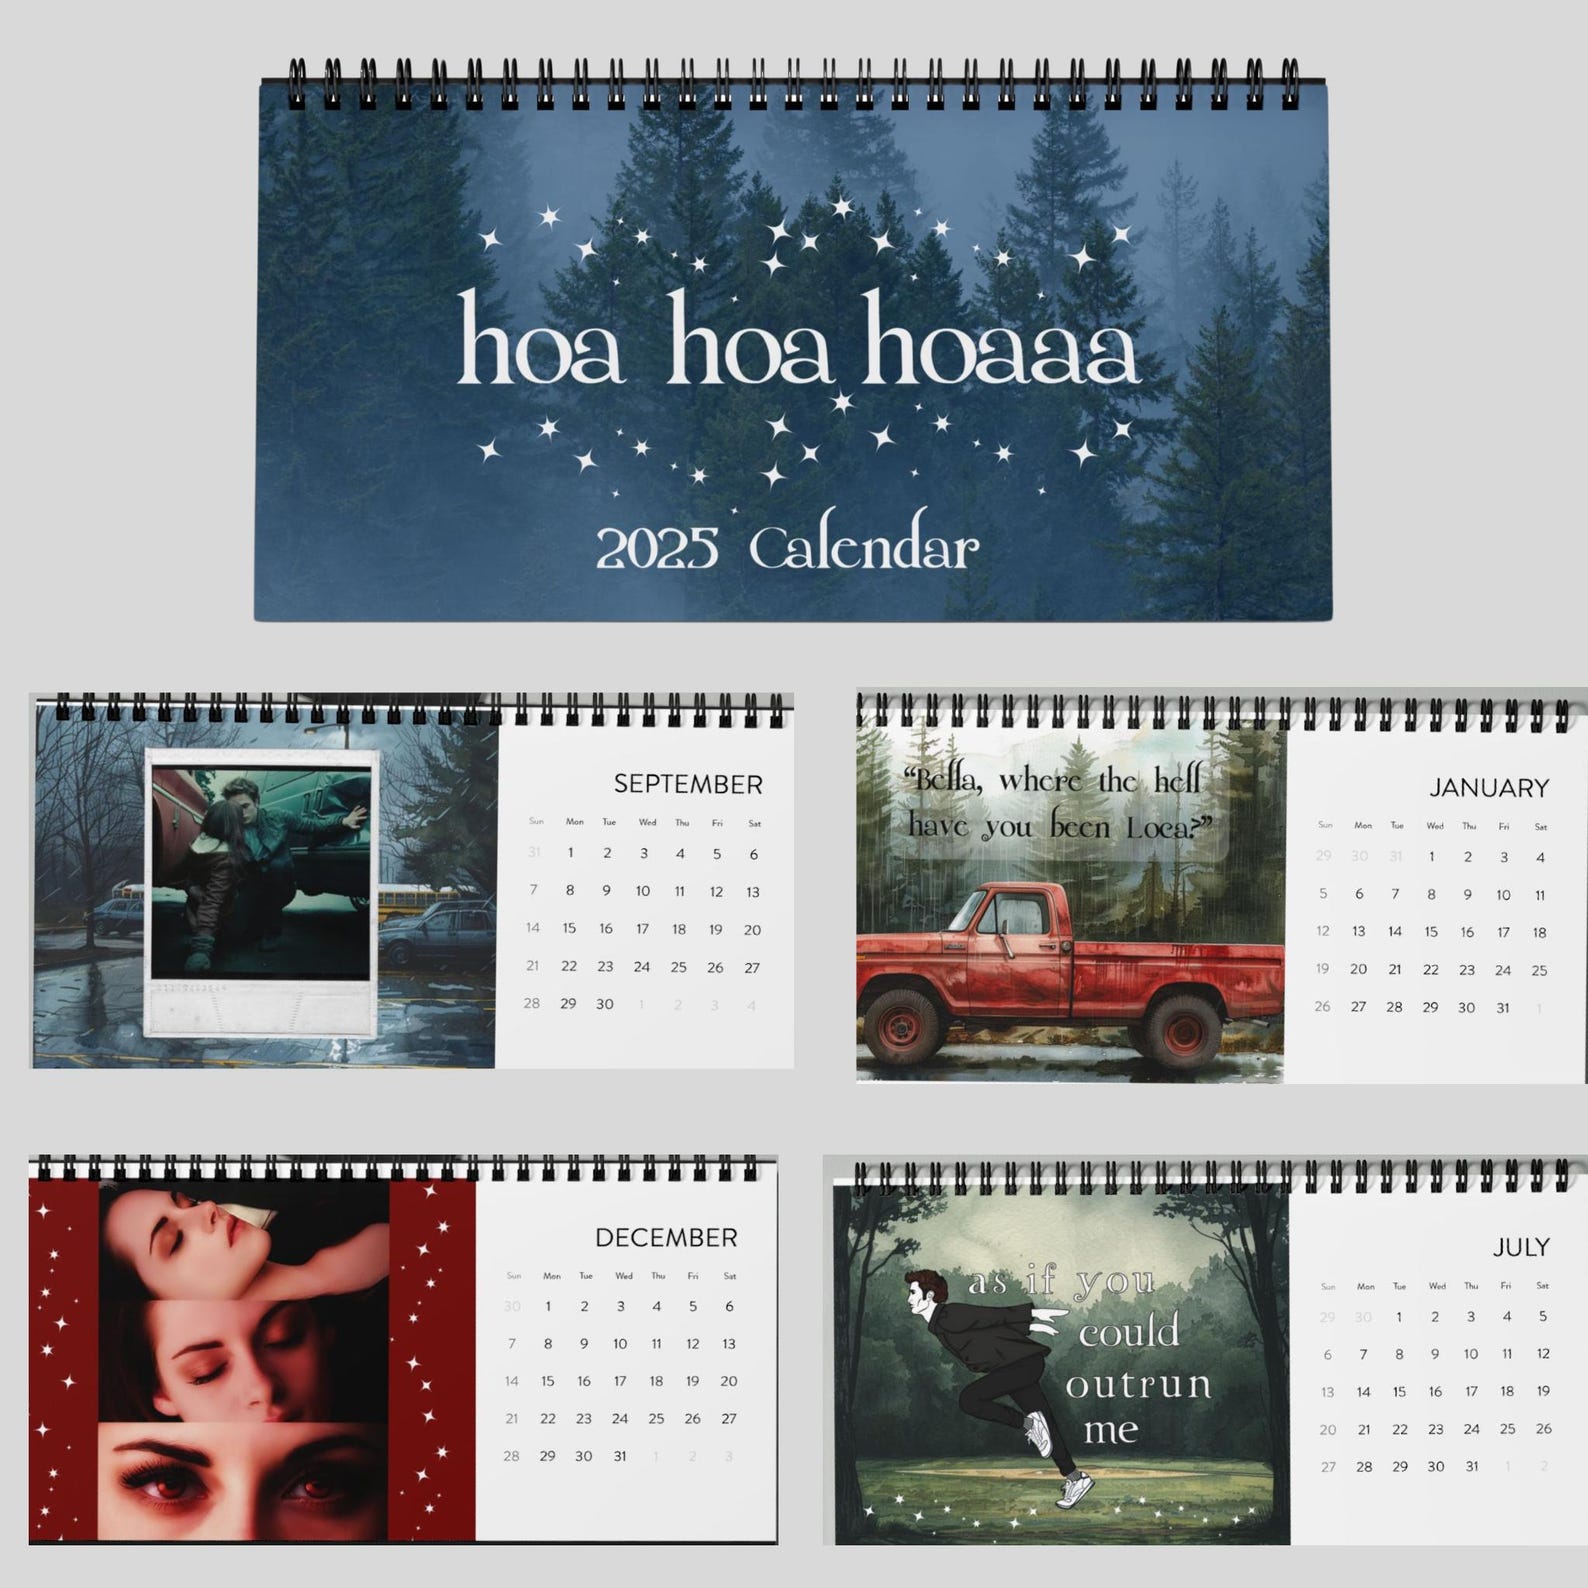 hoa hoa hoaaa
2025 Calendar
SEPTEMBER
Sun Mon Tue Wed Thu Fri Sat
31 1 2 3 4 5 6
7 8 9 10 11 12 13
14 15 16 17 18 19 20
21 22 23 24 25 26 27
28 29 30 1 2 3 4
“Bella, where the hell
have you been Loca?”
JANUARY
Sun Mon Tue Wed Thu Fri Sat
29 30 31 1 2 3 4
5 6 7 8 9 10 11
12 13 14 15 16 17 18
19 20 21 22 23 24 25
26 27 28 29 30 31 1
DECEMBER
Sun Mon Tue Wed Thu Fri Sat
30 1 2 3 4 5 6
7 8 9 10 11 12 13
14 15 16 17 18 19 20
21 22 23 24 25 26 27
28 29 30 31 1 2 3
as if you
could
outrun
me
JULY
Sun Mon Tue Wed Thu Fri Sat
29 30 1 2 3 4 5
6 7 8 9 10 11 12
13 14 15 16 17 18 19
20 21 22 23 24 25 26
27 28 29 30 31 1 2